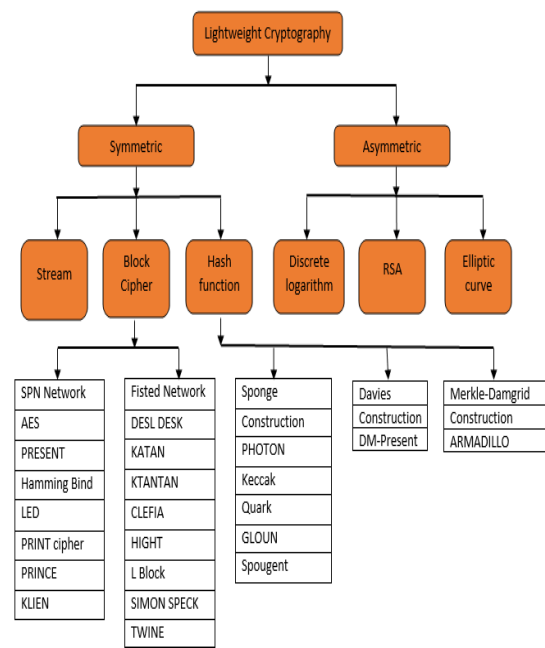 Lightweight Cryptography
Symmetric
Asymmetric
Stream
Block
Cipher
Hash
function
Discrete
logarithm
RSA
Elliptic
curve
SPN Network
AES
PRESENT
Hamming Bind
LED
PRINT cipher
PRINCE
KLIEN
Fisted Network
DESL DESK
KATAN
KTANTAN
CLEFIA
HIGHT
L Block
SIMON SPECK
TWINE
Sponge
Construction
PHOTON
Keccak
Quark
GLOUN
Spougent
Davies
Construction
DM-Present
Merkle-Damgrid
Construction
ARMADILLO